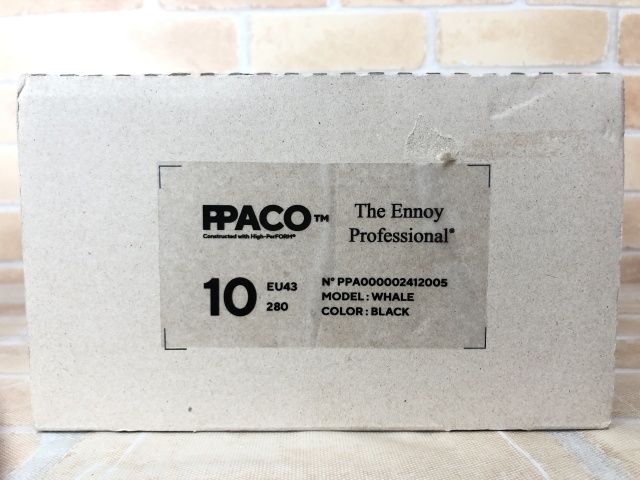 PPACO™
Constructed with High-PerFORM®
The Ennoy
Professional®
10
EU43
280
N° PPA000002412005
MODEL : WHALE
COLOR : BLACK